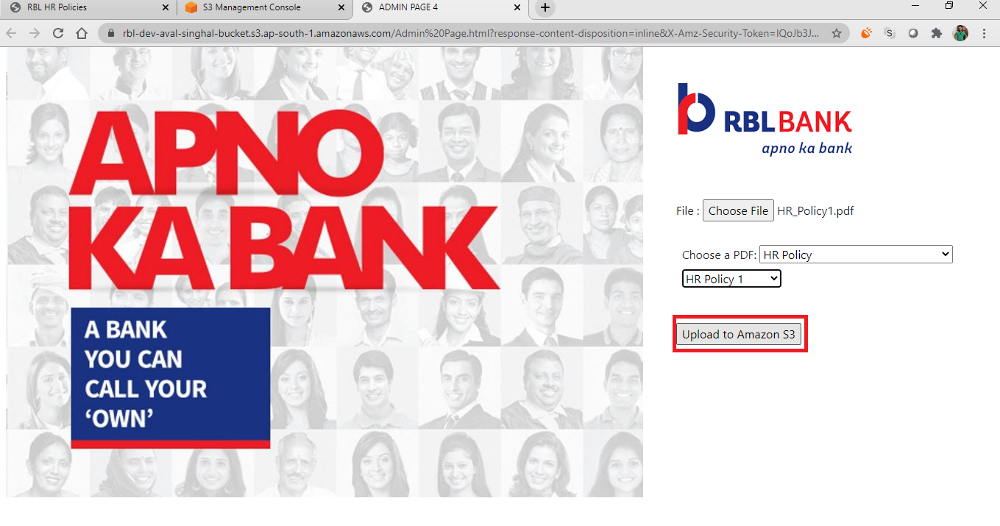 RBL HR Policies
S3 Management Console
ADMIN PAGE 4
rbl-dev-aval-singhal-bucket.s3.ap-south-1.amazonaws.com/Admin%20Page.html?response-content-disposition=inline&X-Amz-Security-Token=IQoJb3J...
S
APNO
KA BANK
A BANK
YOU CAN
CALL YOUR
‘OWN’
RBL BANK
apno ka bank
File : Choose File HR_Policy1.pdf
Choose a PDF: HR Policy
HR Policy 1
Upload to Amazon S3